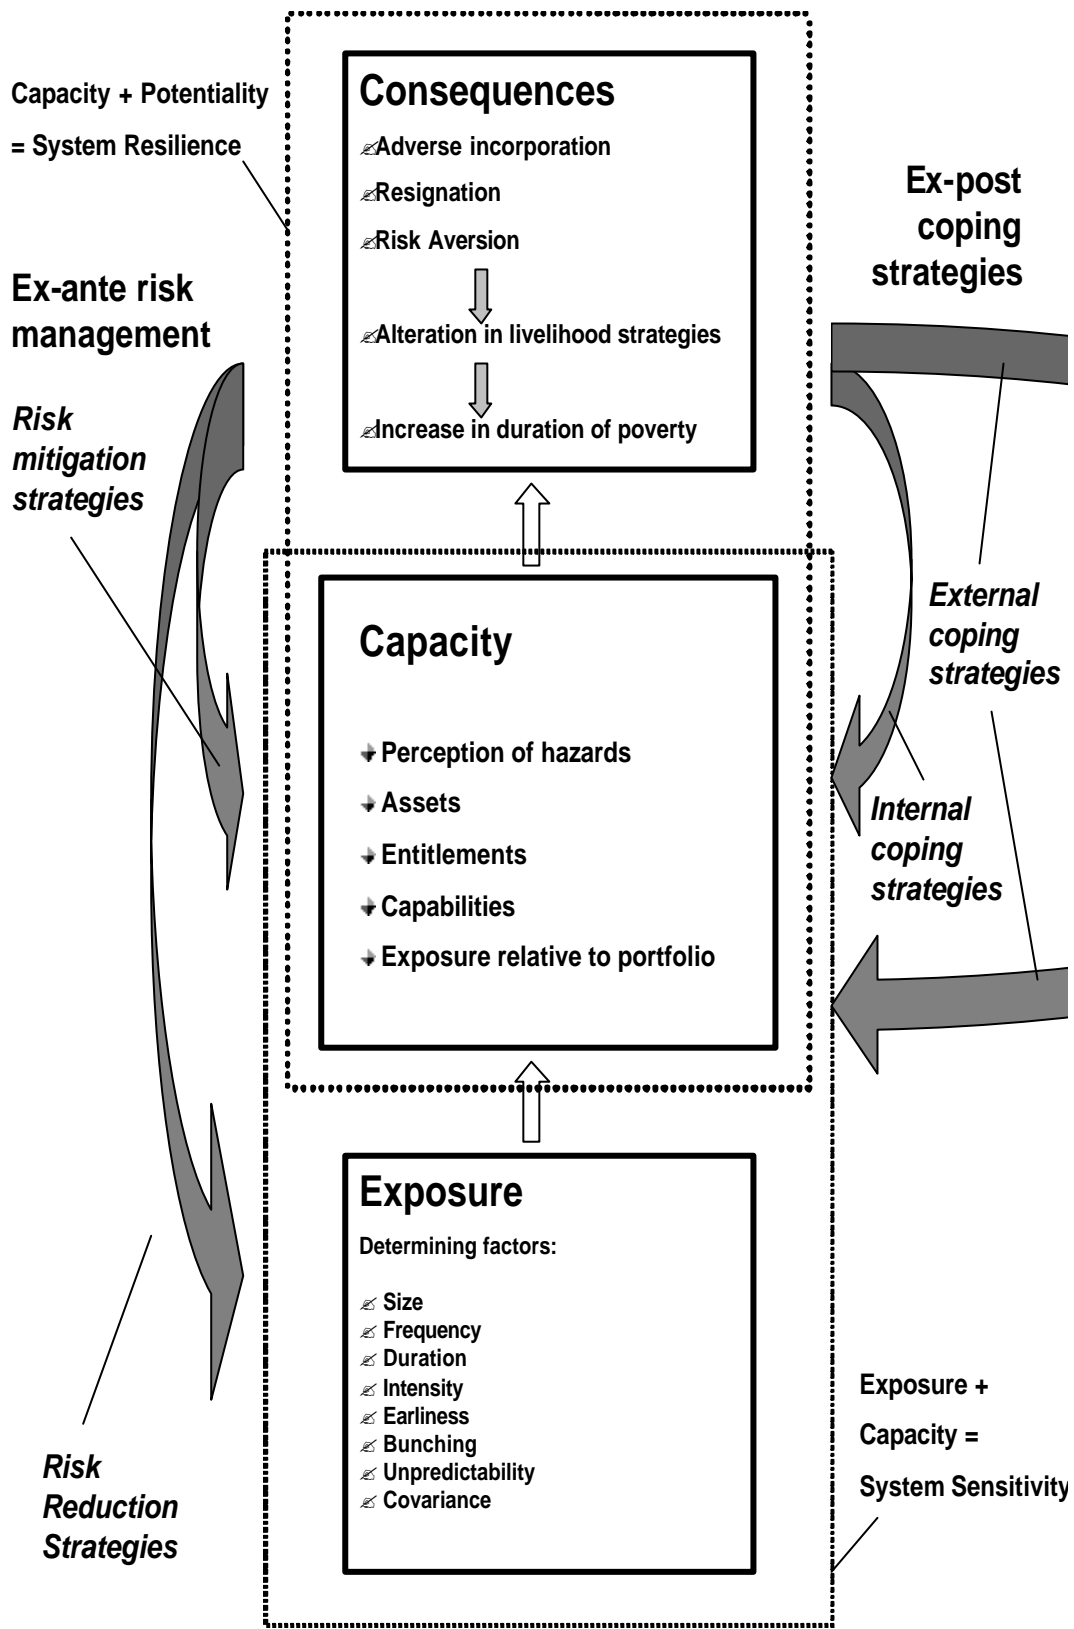 Capacity + Potentiality
= System Resilience
Consequences
Adverse incorporation
Resignation
Risk Aversion
Alteration in livelihood strategies
Increase in duration of poverty
Ex-post
coping
strategies
Ex-ante risk
management
Risk
mitigation
strategies
External
coping
strategies
Capacity
Perception of hazards
Assets
Entitlements
Capabilities
Exposure relative to portfolio
Internal
coping
strategies
Exposure
Determining factors:
Size
Frequency
Duration
Intensity
Earliness
Bunching
Unpredictability
Covariance
Exposure +
Capacity =
System Sensitivity
Risk
Reduction
Strategies